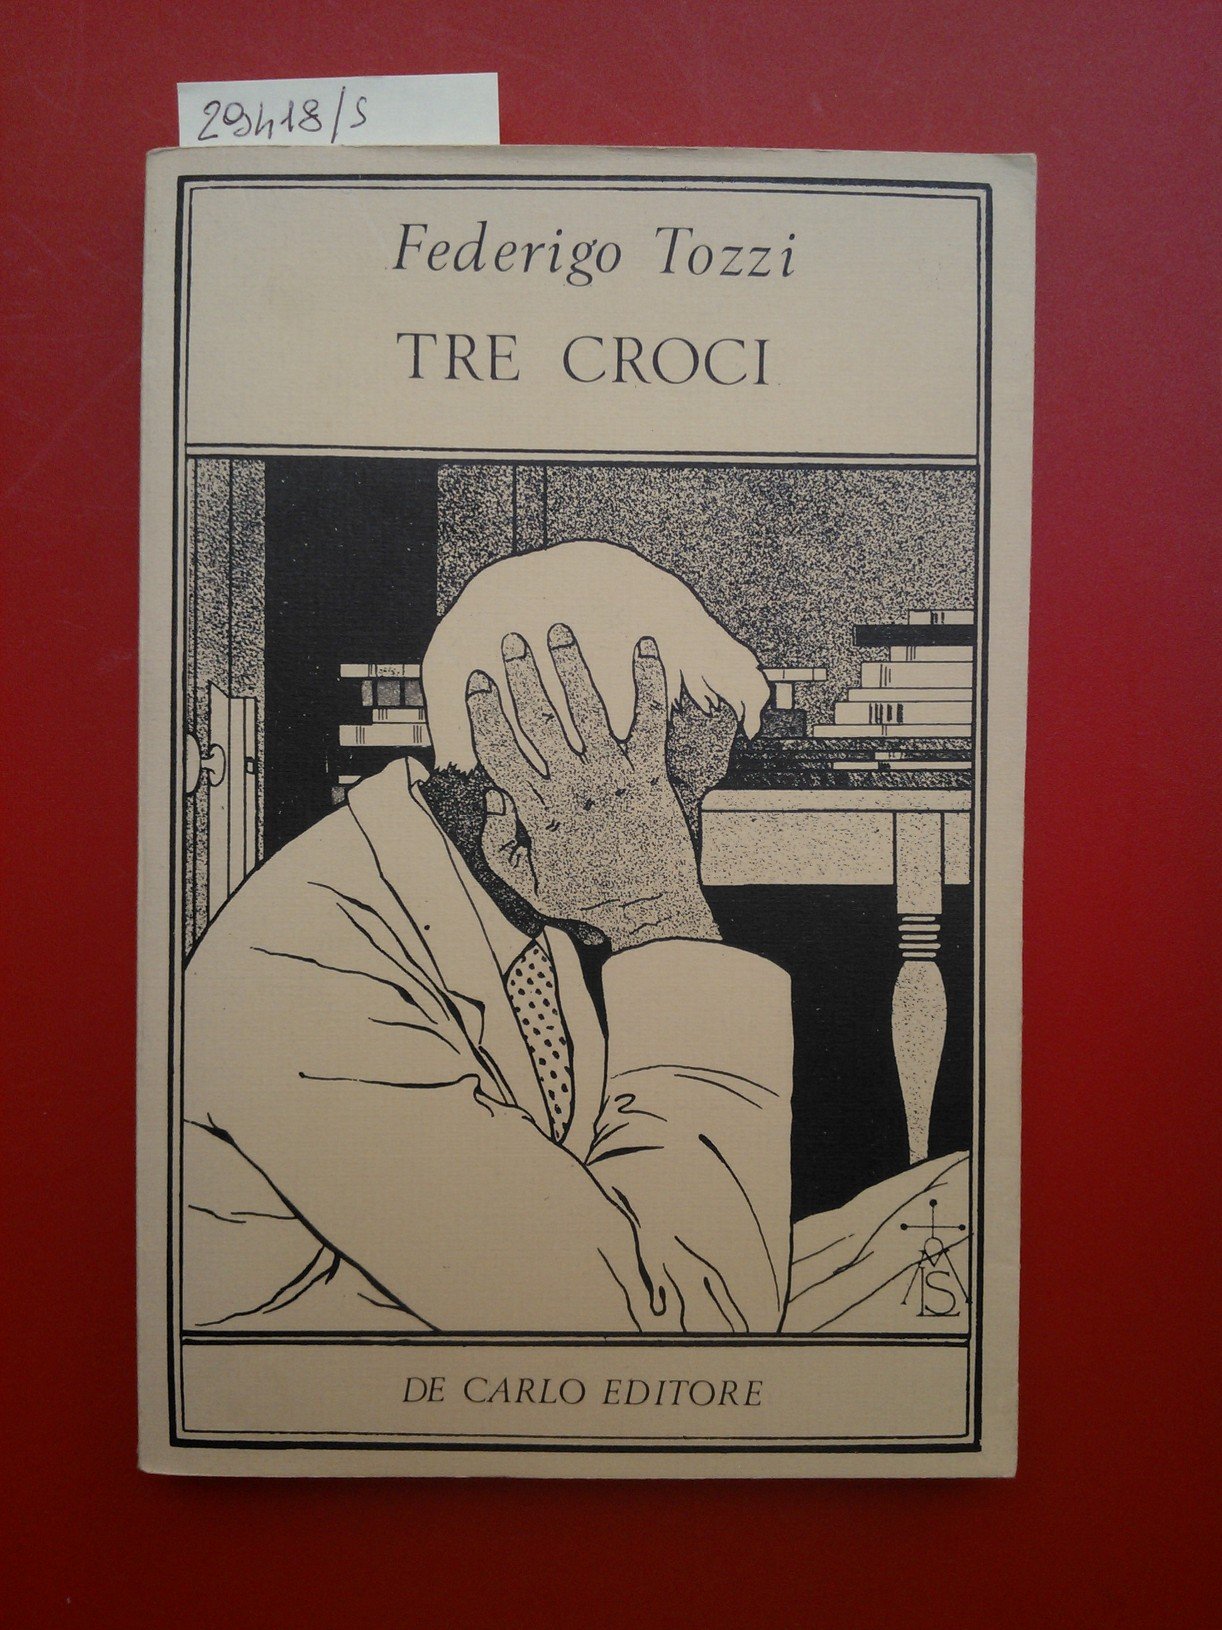 29418/S
Federigo Tozzi
TRE CROCI
DE CARLO EDITORE